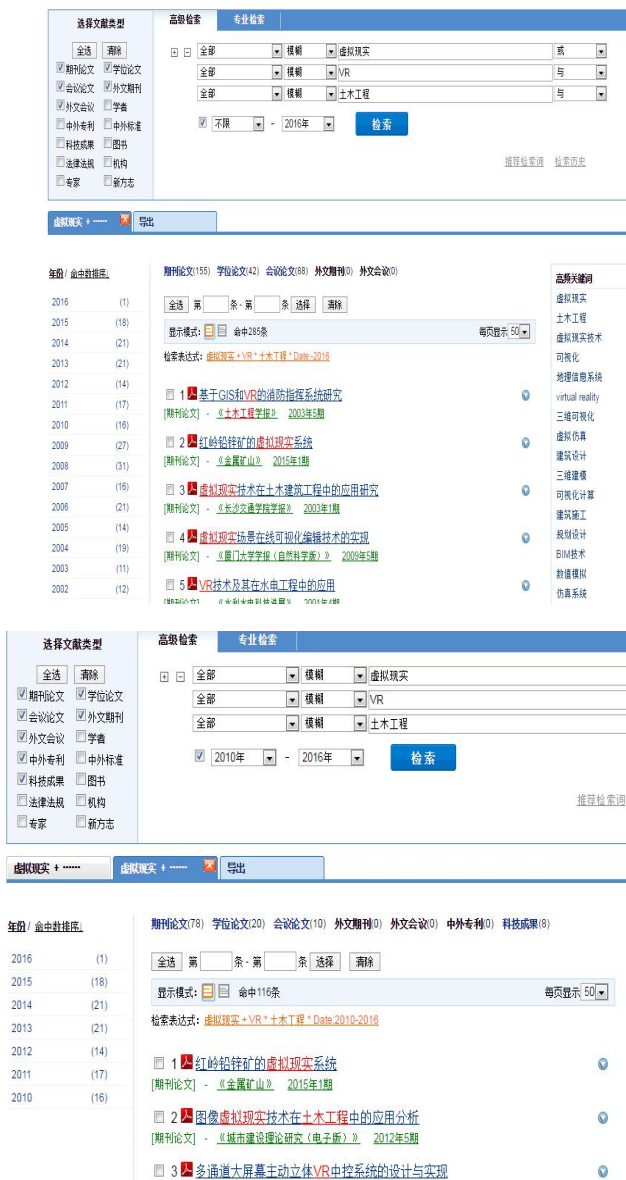 选择文献类型
全选 清除
期刊论文 学位论文
会议论文 外文期刊
外文会议 学者
中外专利 中外标准
科技成果 图书
法律法规 机构
专家 新方志
高级检索 专业检索
全部 模糊 虚拟现实 或
全部 模糊 VR 与
全部 模糊 土木工程 与
不限 - 2016年 检索
推荐检索词 检索历史
虚拟现实 + ······ 导出
年份 / 命中数排序↓
2016 (1)
2015 (18)
2014 (21)
2013 (21)
2012 (14)
2011 (17)
2010 (16)
2009 (27)
2008 (31)
2007 (16)
2006 (21)
2005 (14)
2004 (19)
2003 (11)
2002 (12)
期刊论文(155) 学位论文(42) 会议论文(88) 外文期刊(0) 外文会议(0)
全选 第 条 - 第 条 选择 清除
显示模式: 命中285条 每页显示 50
检索表达式: 虚拟现实 + VR * 土木工程 * Date:-2016
1 基于GIS和VR的消防指挥系统研究
[期刊论文] - 《土木工程学报》 2003年5期
2 红岭铅锌矿的虚拟现实系统
[期刊论文] - 《金属矿山》 2015年1期
3 虚拟现实技术在土木建筑工程中的应用研究
[期刊论文] - 《长沙交通学院学报》 2003年1期
4 虚拟现实场景在线可视化编辑技术的实现
[期刊论文] - 《厦门大学学报(自然科学版)》 2009年5期
5 VR技术及其在水电工程中的应用
[期刊论文] - 《水利水电科技进展》 2001年4期
高频关键词
虚拟现实
土木工程
虚拟现实技术
可视化
地理信息系统
virtual reality
三维可视化
虚拟仿真
建筑设计
三维建模
可视化计算
建筑施工
规划设计
BIM技术
数值模拟
仿真系统
选择文献类型
全选 清除
期刊论文 学位论文
会议论文 外文期刊
外文会议 学者
中外专利 中外标准
科技成果 图书
法律法规 机构
专家 新方志
高级检索 专业检索
全部 模糊 虚拟现实
全部 模糊 VR
全部 模糊 土木工程
2010年 - 2016年 检索
推荐检索词
虚拟现实 + ······ 虚拟现实 + ······ 导出
年份 / 命中数排序↓
2016 (1)
2015 (18)
2014 (21)
2013 (21)
2012 (14)
2011 (17)
2010 (16)
期刊论文(78) 学位论文(20) 会议论文(10) 外文期刊(0) 外文会议(0) 中外专利(0) 科技成果(8)
全选 第 条 - 第 条 选择 清除
显示模式: 命中116条 每页显示 50
检索表达式: 虚拟现实 + VR * 土木工程 * Date:2010-2016
1 红岭铅锌矿的虚拟现实系统
[期刊论文] - 《金属矿山》 2015年1期
2 图像虚拟现实技术在土木工程中的应用分析
[期刊论文] - 《城市建设理论研究(电子版)》 2012年5期
3 多通道大屏幕主动立体VR中控系统的设计与实现